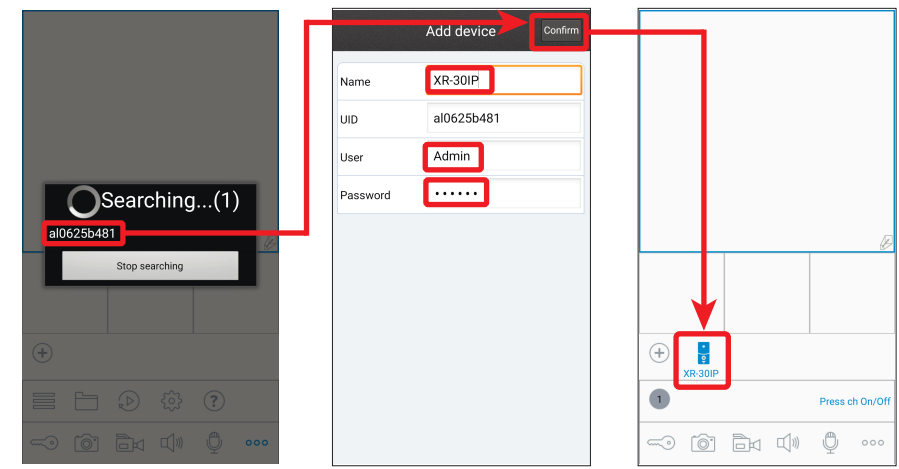 Searching...(1)
al0625b481
Stop searching
Add device
Confirm
Name
XR-30IP
UID
al0625b481
User
Admin
Password
••••••
XR-30IP
1
Press ch On/Off